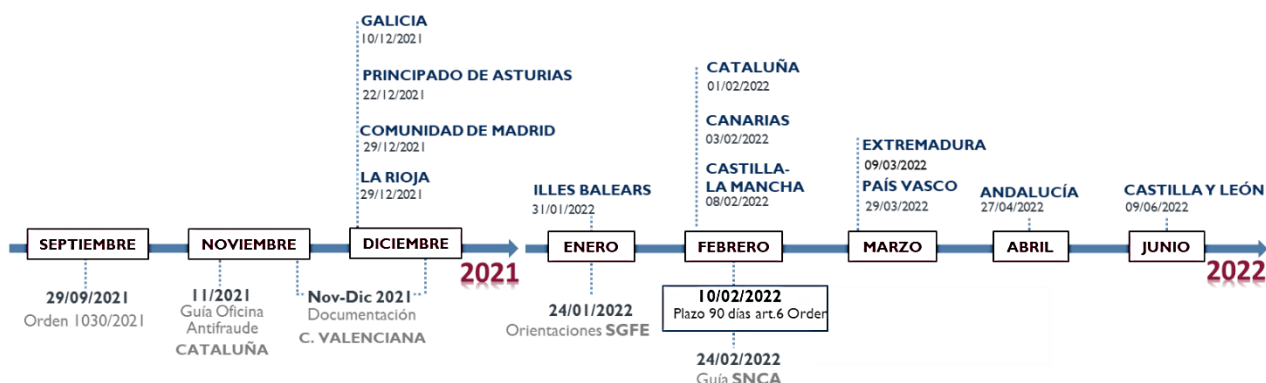 GALICIA
10/12/2021
PRINCIPADO DE ASTURIAS
22/12/2021
COMUNIDAD DE MADRID
29/12/2021
LA RIOJA
29/12/2021
ILLES BALEARS
31/01/2022
CATALUÑA
01/02/2022
CANARIAS
03/02/2022
CASTILLA-
LA MANCHA
08/02/2022
EXTREMADURA
09/03/2022
PAÍS VASCO
29/03/2022
ANDALUCÍA
27/04/2022
CASTILLA Y LEÓN
09/06/2022
SEPTIEMBRE
NOVIEMBRE
DICIEMBRE
2021
ENERO
FEBRERO
MARZO
ABRIL
JUNIO
2022
29/09/2021
Orden 1030/2021
11/2021
Guía Oficina
Antifraude
CATALUÑA
Nov-Dic 2021
Documentación
C. VALENCIANA
24/01/2022
Orientaciones SGFE
10/02/2022
Plazo 90 días art.6 Orden
24/02/2022
Guía SNCA